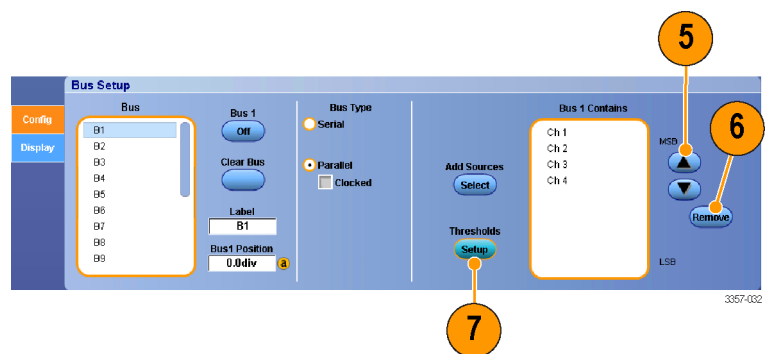 5
Bus Setup
Config
Display
Bus
B1
B2
B3
B4
B5
B6
B7
B8
B9
Bus 1
Off
Clear Bus
Label
B1
Bus1 Position
0.0div a
Bus Type
Serial
Parallel
Clocked
Add Sources
Select
Thresholds
Setup
Bus 1 Contains
Ch 1
Ch 2
Ch 3
Ch 4
MSB
LSB
Remove
6
7
3357-032